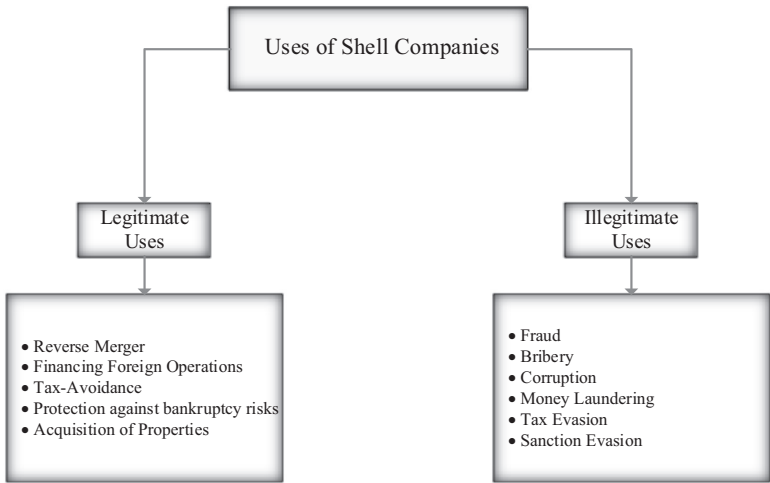 Uses of Shell Companies
Legitimate
Uses
• Reverse Merger
• Financing Foreign Operations
• Tax-Avoidance
• Protection against bankruptcy risks
• Acquisition of Properties
Illegitimate
Uses
• Fraud
• Bribery
• Corruption
• Money Laundering
• Tax Evasion
• Sanction Evasion